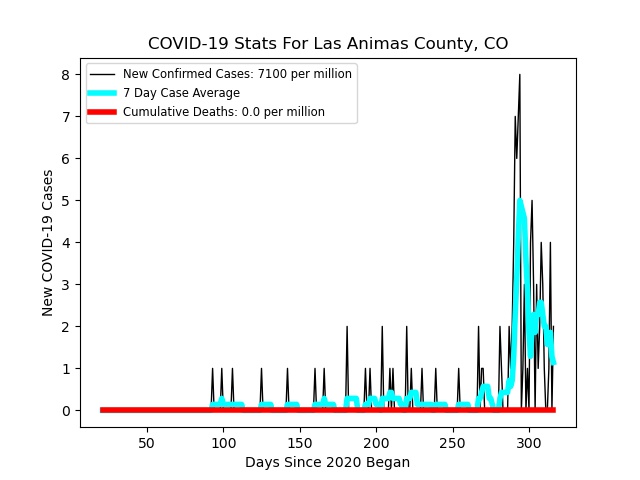 COVID-19 Stats For Las Animas County, CO
New Confirmed Cases: 7100 per million
7 Day Case Average
Cumulative Deaths: 0.0 per million
New COVID-19 Cases
8
7
6
5
4
3
2
1
0
50 100 150 200 250 300
Days Since 2020 Began